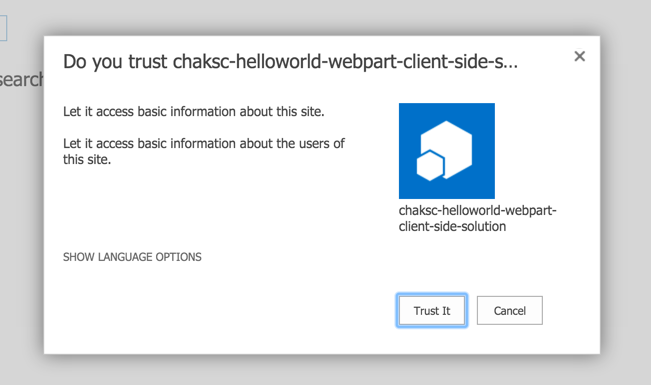 search
Do you trust chaksc-helloworld-webpart-client-side-s...
Let it access basic information about this site.
Let it access basic information about the users of
this site.
chaksc-helloworld-webpart-
client-side-solution
SHOW LANGUAGE OPTIONS
Trust It
Cancel